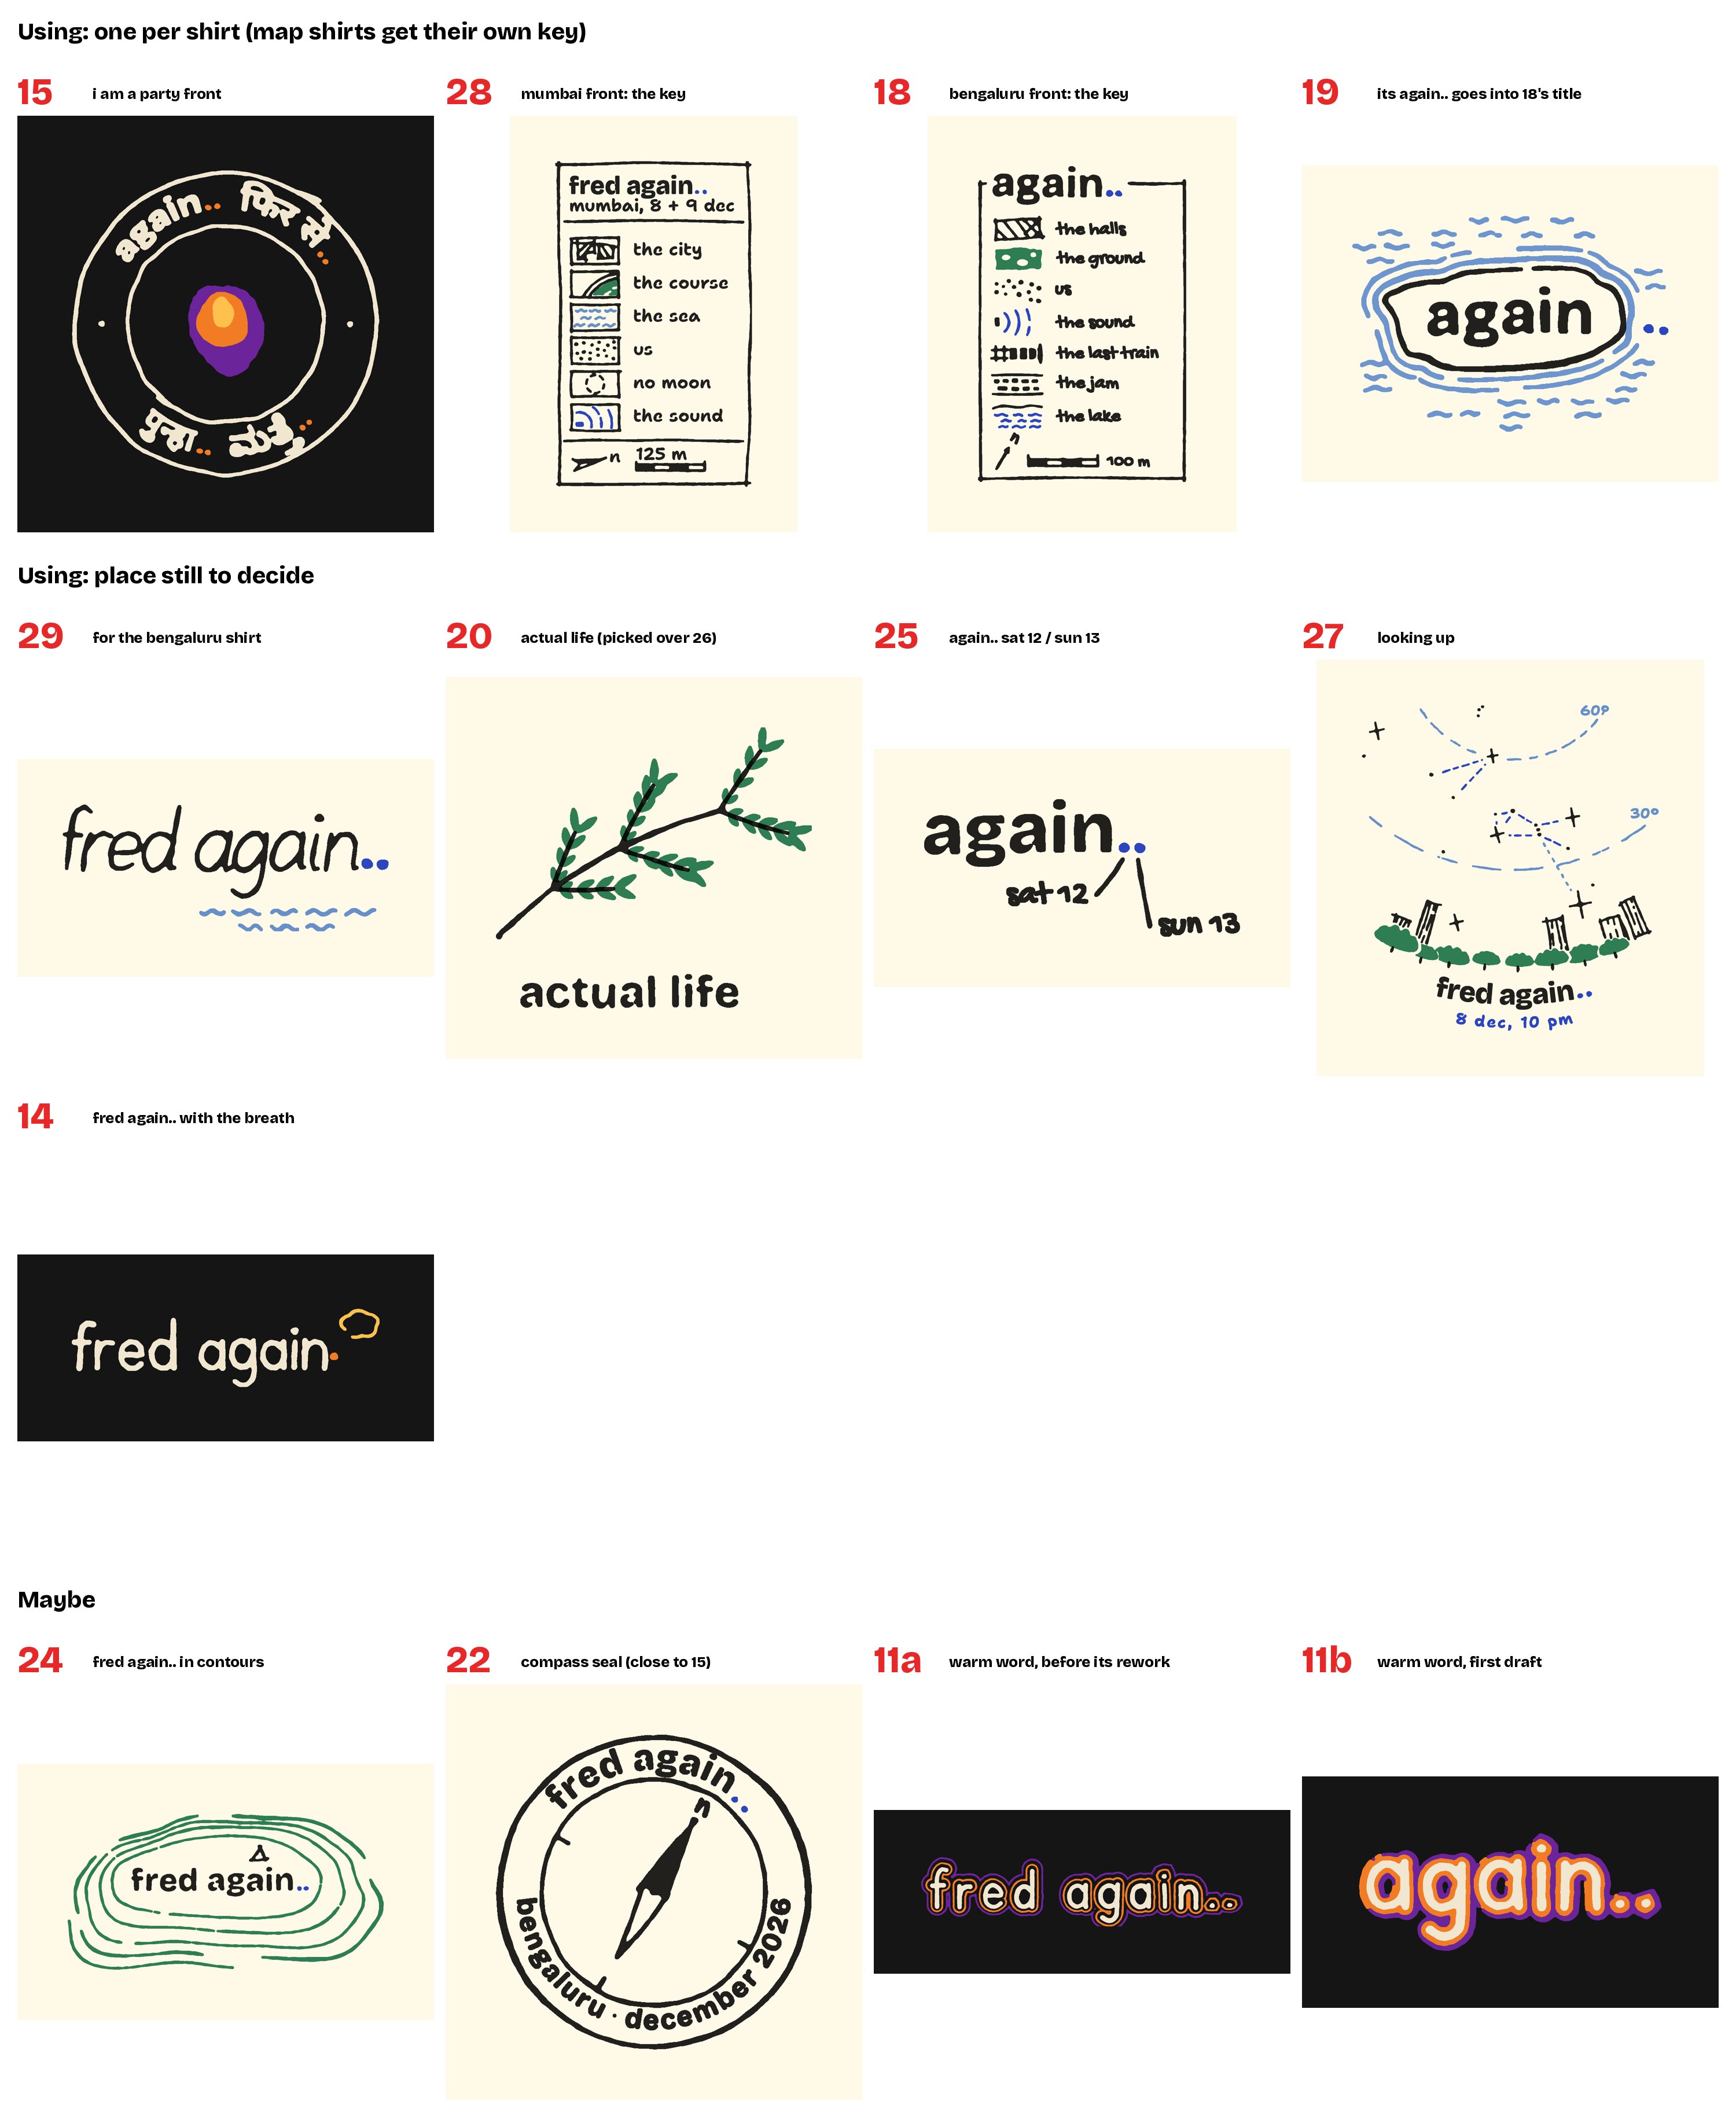 Using: one per shirt (map shirts get their own key)
15 i am a party front
28 mumbai front: the key
18 bengaluru front: the key
19 its again.. goes into 18's title
again.. फिर से..
पुन्हा.. ಮತ್ತೆ..
fred again..
mumbai, 8 + 9 dec
the city
the course
the sea
us
no moon
the sound
n 125 m
again..
the halls
the ground
us
the sound
the last train
the jam
the lake
n
100 m
again..
Using: place still to decide
29 for the bengaluru shirt
20 actual life (picked over 26)
25 again.. sat 12 / sun 13
27 looking up
fred again..
actual life
again..
sat 12
sun 13
60°
30°
fred again..
8 dec, 10 pm
14 fred again.. with the breath
fred again.
Maybe
24 fred again.. in contours
22 compass seal (close to 15)
11a warm word, before its rework
11b warm word, first draft
fred again..
fred again..
n
bengaluru · december 2026
fred again..
again..